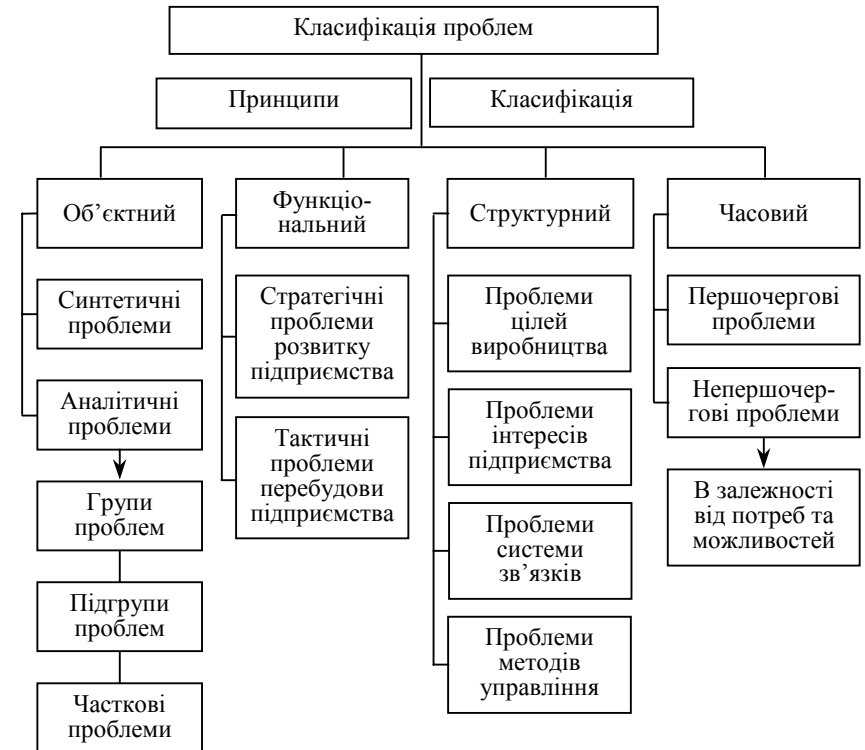 Класифікація проблем
Принципи
Класифікація
Об’єктний
Синтетичні
проблеми
Аналітичні
проблеми
Групи
проблем
Підгрупи
проблем
Часткові
проблеми
Функціо-
нальний
Стратегічні
проблеми
розвитку
підприємства
Тактичні
проблеми
перебудови
підприємства
Структурний
Проблеми
цілей
виробництва
Проблеми
інтересів
підприємства
Проблеми
системи
зв’язків
Проблеми
методів
управління
Часовий
Першочергові
проблеми
Непершочер-
гові проблеми
В залежності
від потреб та
можливостей